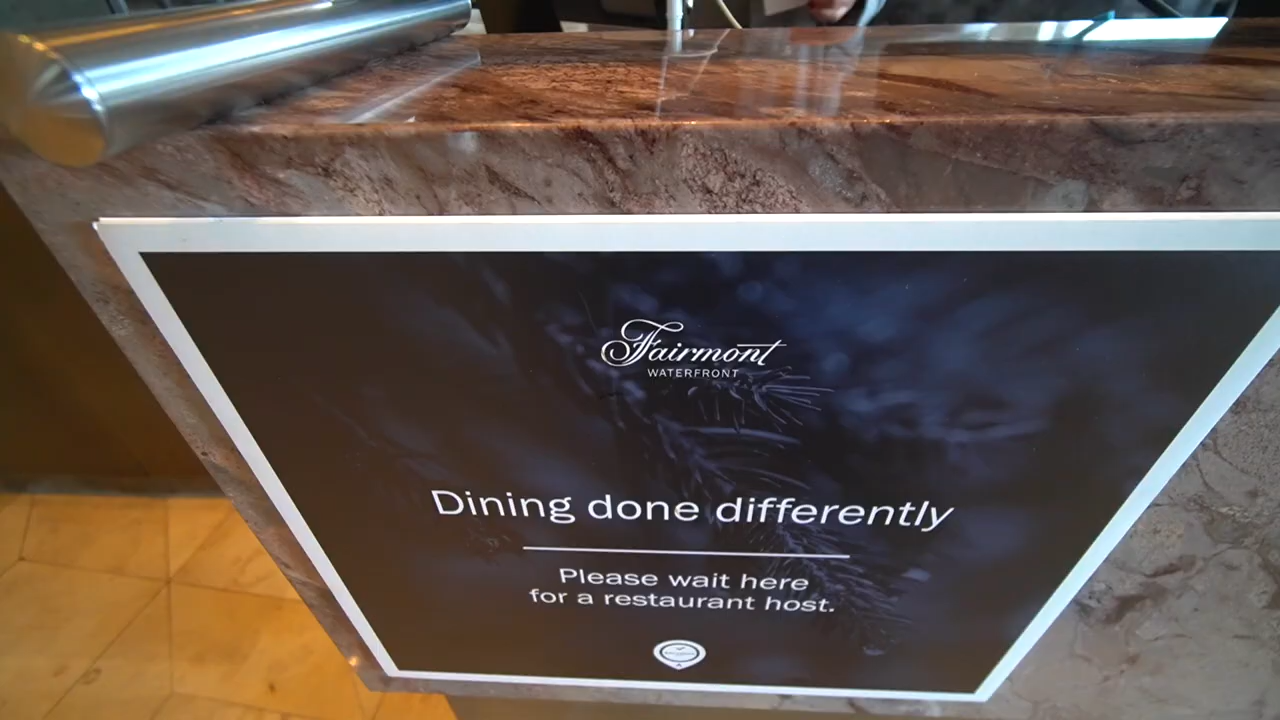 Fairmont
WATERFRONT
Dining done differently
Please wait here
for a restaurant host.